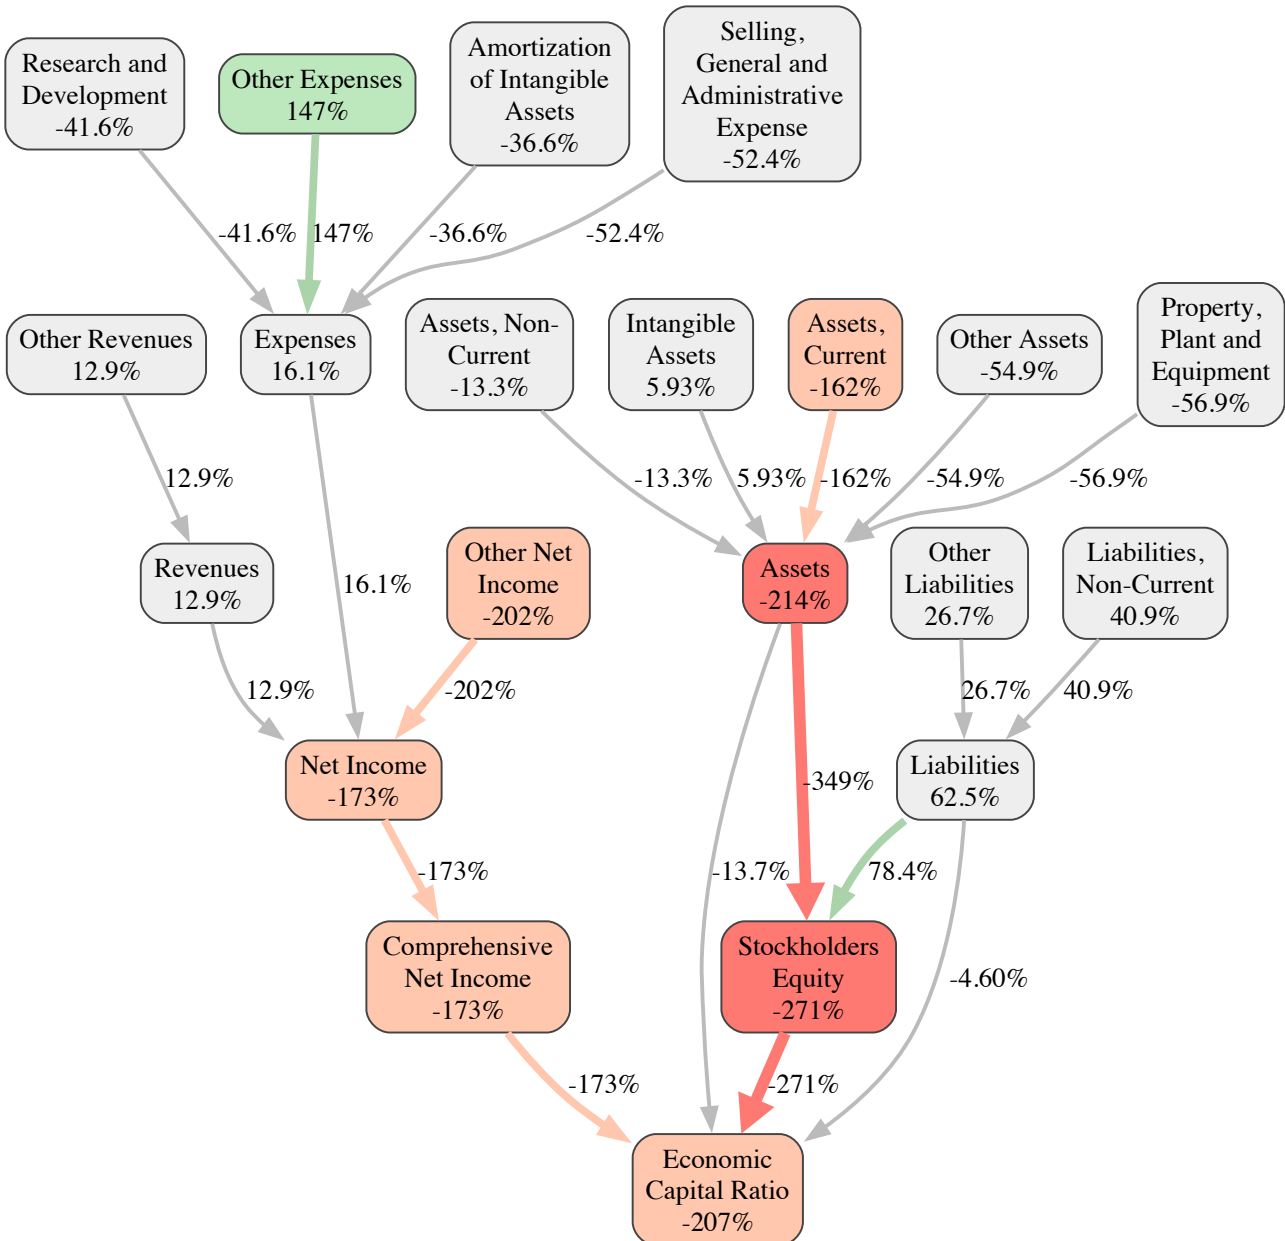 Research and
Development
-41.6%
Other Expenses
147%
Amortization
of Intangible
Assets
-36.6%
Selling,
General and
Administrative
Expense
-52.4%
-41.6%
147%
-36.6%
-52.4%
Other Revenues
12.9%
Expenses
16.1%
Assets, Non-
Current
-13.3%
Intangible
Assets
5.93%
Assets,
Current
-162%
Other Assets
-54.9%
Property,
Plant and
Equipment
-56.9%
12.9%
-13.3%
5.93%
-162%
-54.9%
-56.9%
Revenues
12.9%
16.1%
Other Net
Income
-202%
Assets
-214%
Other
Liabilities
26.7%
Liabilities,
Non-Current
40.9%
12.9%
-202%
26.7%
40.9%
Net Income
-173%
-349%
Liabilities
62.5%
-173%
-13.7%
78.4%
Comprehensive
Net Income
-173%
Stockholders
Equity
-271%
-4.60%
-173%
-271%
Economic
Capital Ratio
-207%